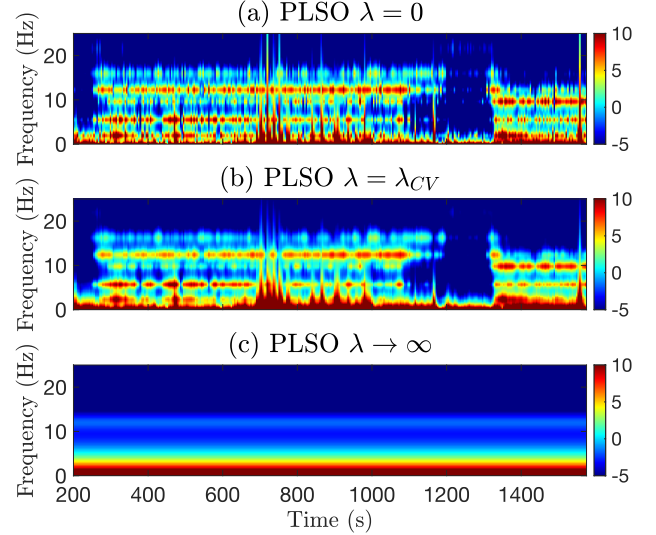 (a) PLSO λ = 0
Frequency (Hz)
20
10
0
10
5
0
-5
(b) PLSO λ = λ_CV
Frequency (Hz)
20
10
0
10
5
0
-5
(c) PLSO λ → ∞
Frequency (Hz)
20
10
0
10
5
0
-5
200 400 600 800 1000 1200 1400
Time (s)